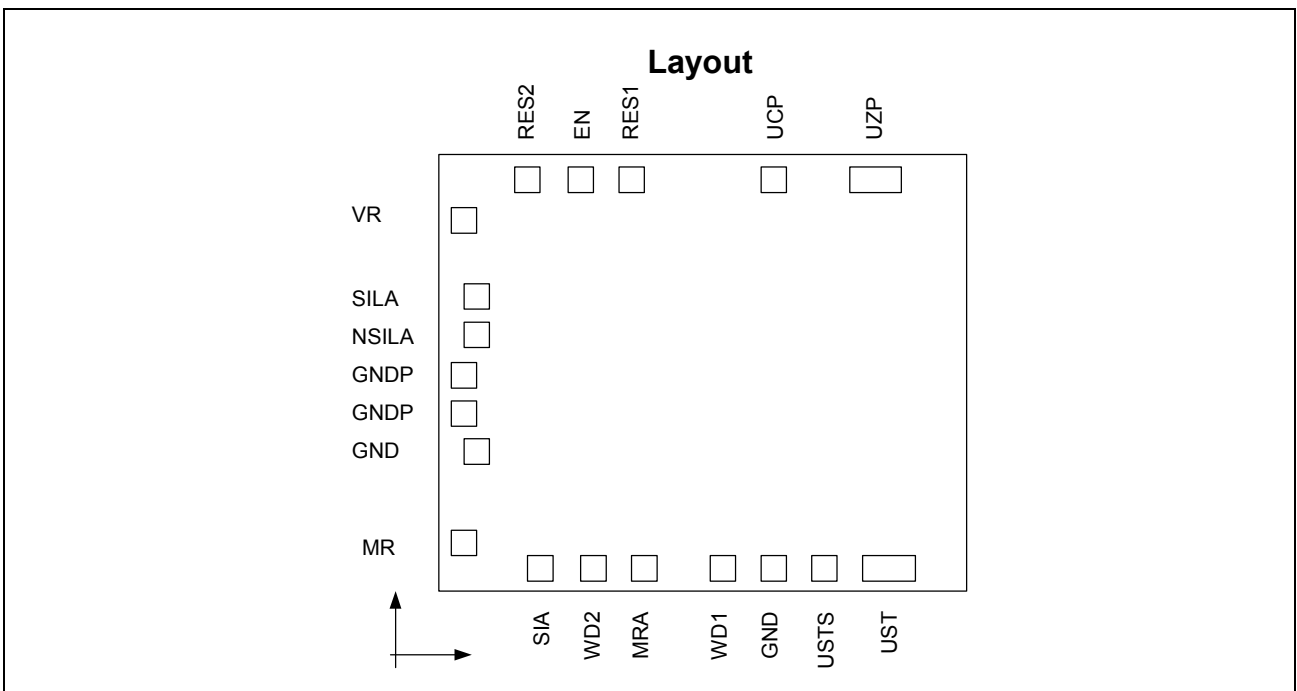 Layout
RES2
EN
RES1
UCP
UZP
VR
SILA
NSILA
GNDP
GNDP
GND
MR
SIA
WD2
MRA
WD1
GND
USTS
UST